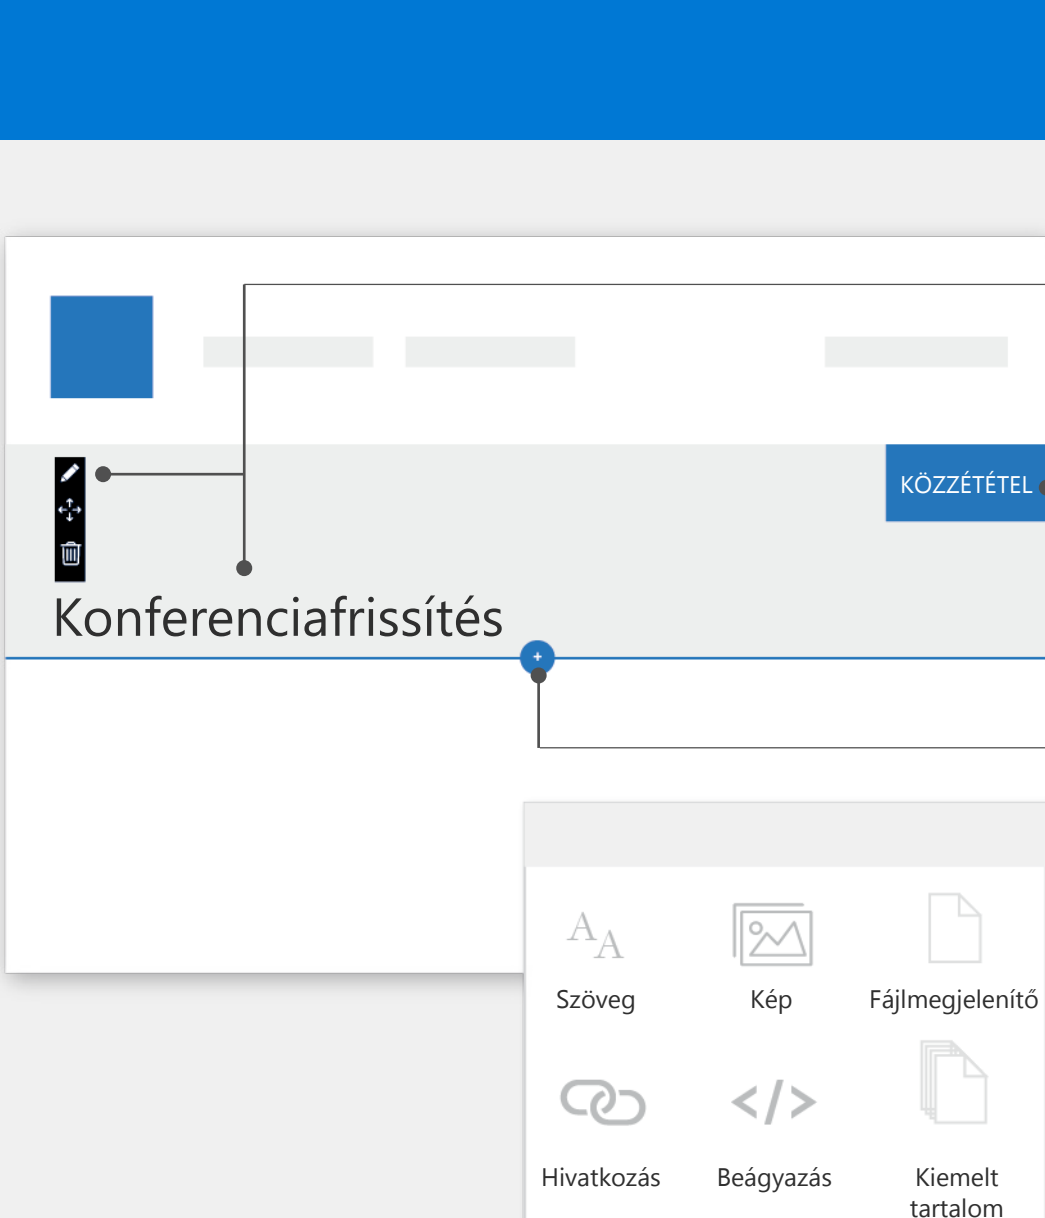 KÖZZÉTÉTEL
Konferenciafrissítés
Szöveg
Kép
Fájlmegjelenítő
Hivatkozás
Beágyazás
Kiemelt
tartalom